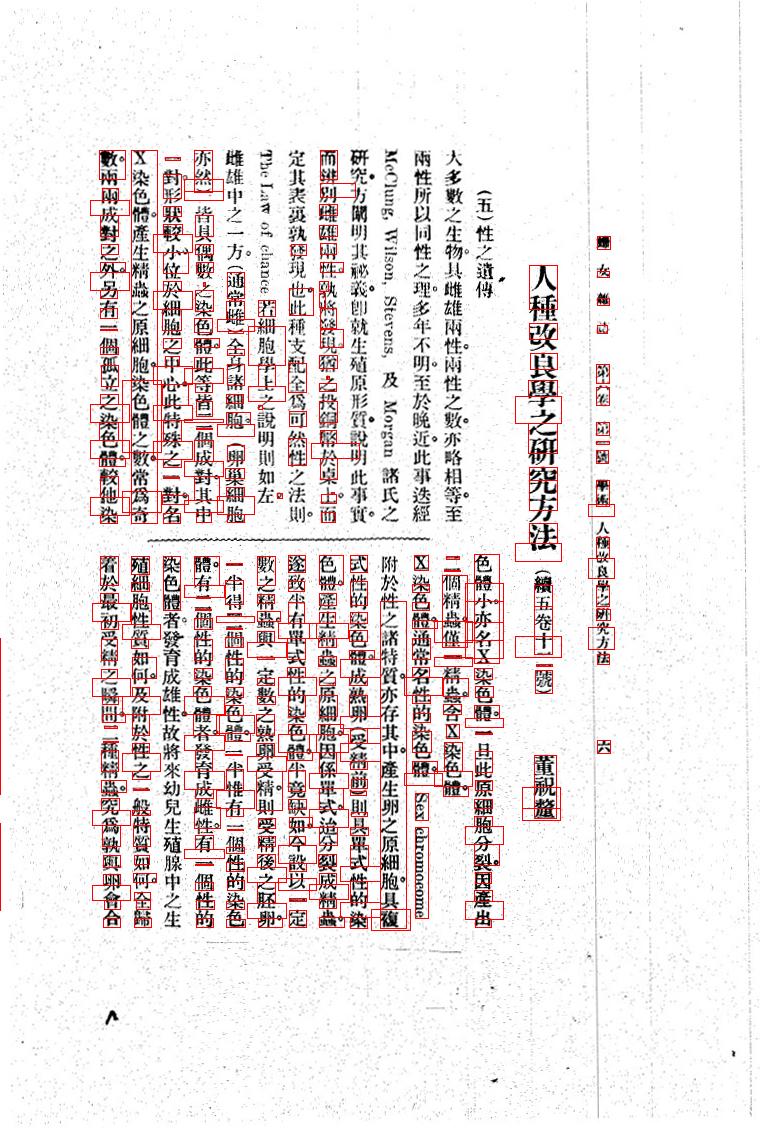 婦女雜誌 第六卷 第一號 學術 人種改良學之研究方法 六
人種改良學之研究方法(續五卷十二號) 董祝釐
(五)性之遺傳
大多數之生物。具雌雄兩性。兩性之數。亦略相等。至
兩性所以同性之理。多年不明。至於晚近。此事迭經
McClung, Wilson, Stevens, 及 Morgan 諸氏之
研究。方闡明其祕義。卽就生殖原形質。說明此事實。
而辨別雌雄兩性。孰將發現。猶之投銅幣於桌上。而
定其表裏孰發現也。此種支配。全爲可然性之法則。
The Law of chance 若細胞學上之說明則如左。
雌雄中之一方。(通常雌)全身諸細胞。(卵巢細胞
亦然)皆具偶數之染色體。此等皆二個成對。其中
一對形狀較小。位於細胞之中心。此特殊之一對。名
X染色體。產生精蟲之原細胞。染色體之數常爲奇
數。兩兩成對之外。另有一個孤立之染色體。較他染
色體小。亦名X染色體。一旦此原細胞分裂。因產出
二個精蟲。僅一精蟲含X染色體。
X染色體。通常名性的染色體。Sex chromocome
附於性之諸特質。亦存其中。產生卵之原細胞。具複
式性的染色體。成熟卵(受精前)則具單式性的染
色體。產生精蟲之原細胞。因係單式。迨分裂成精蟲。
遂致半有單式性的染色體。半竟缺如。今設以一定
數之精蟲。與一定數之熟卵受精。則受精後之胚卵。
一半得二個性的染色體。一半惟有一個性的染色
體。有二個性的染色體者。發育成雌性。有一個性的
染色體者。發育成雄性。故將來幼兒生殖腺中之生
殖細胞性質如何。及附於性之一般特質如何。全歸
着於最初受精之瞬間。二種精蟲。究爲孰與卵會合
八